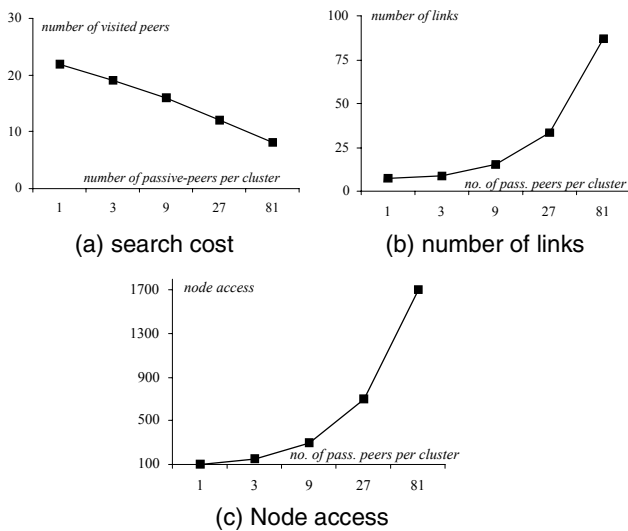 30
number of visited peers
20
10
number of passive-peers per cluster
0
1 3 9 27 81
(a) search cost
100
number of links
75
50
25
no. of pass. peers per cluster
0
1 3 9 27 81
(b) number of links
1700
node access
1300
900
500
no. of pass. peers per cluster
100
1 3 9 27 81
(c) Node access